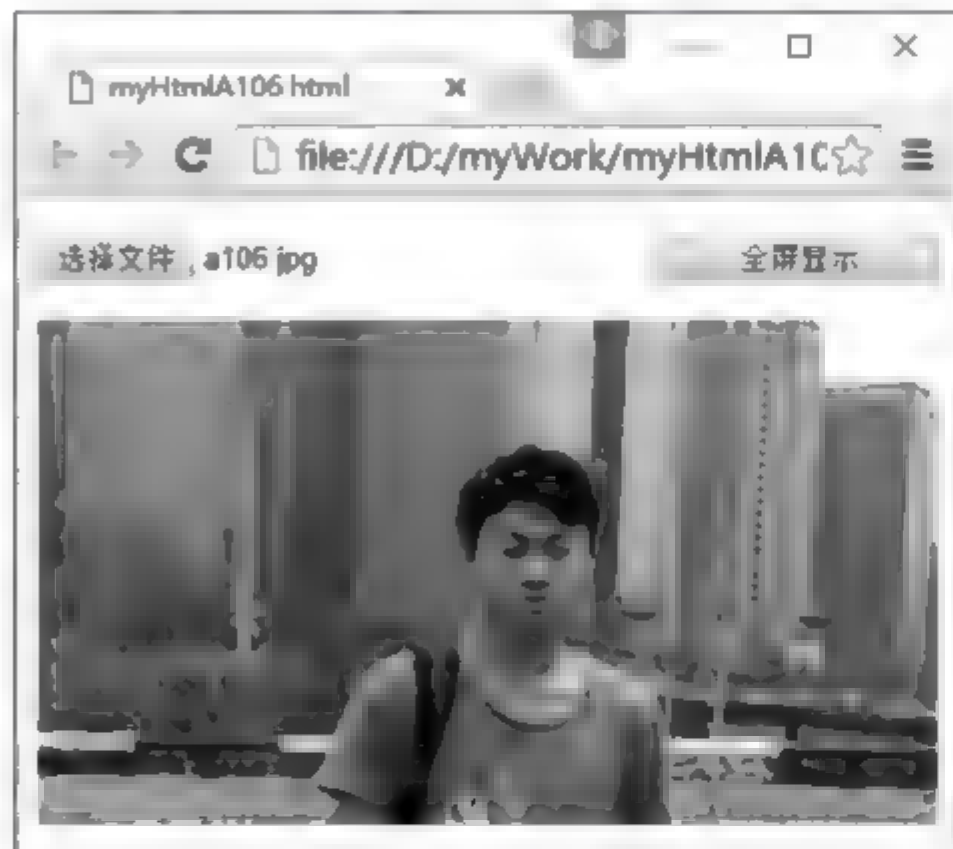 myHtmlA106 html
file:///D:/myWork/myHtmlA10
选择文件 , a106 jpg 全屏显示